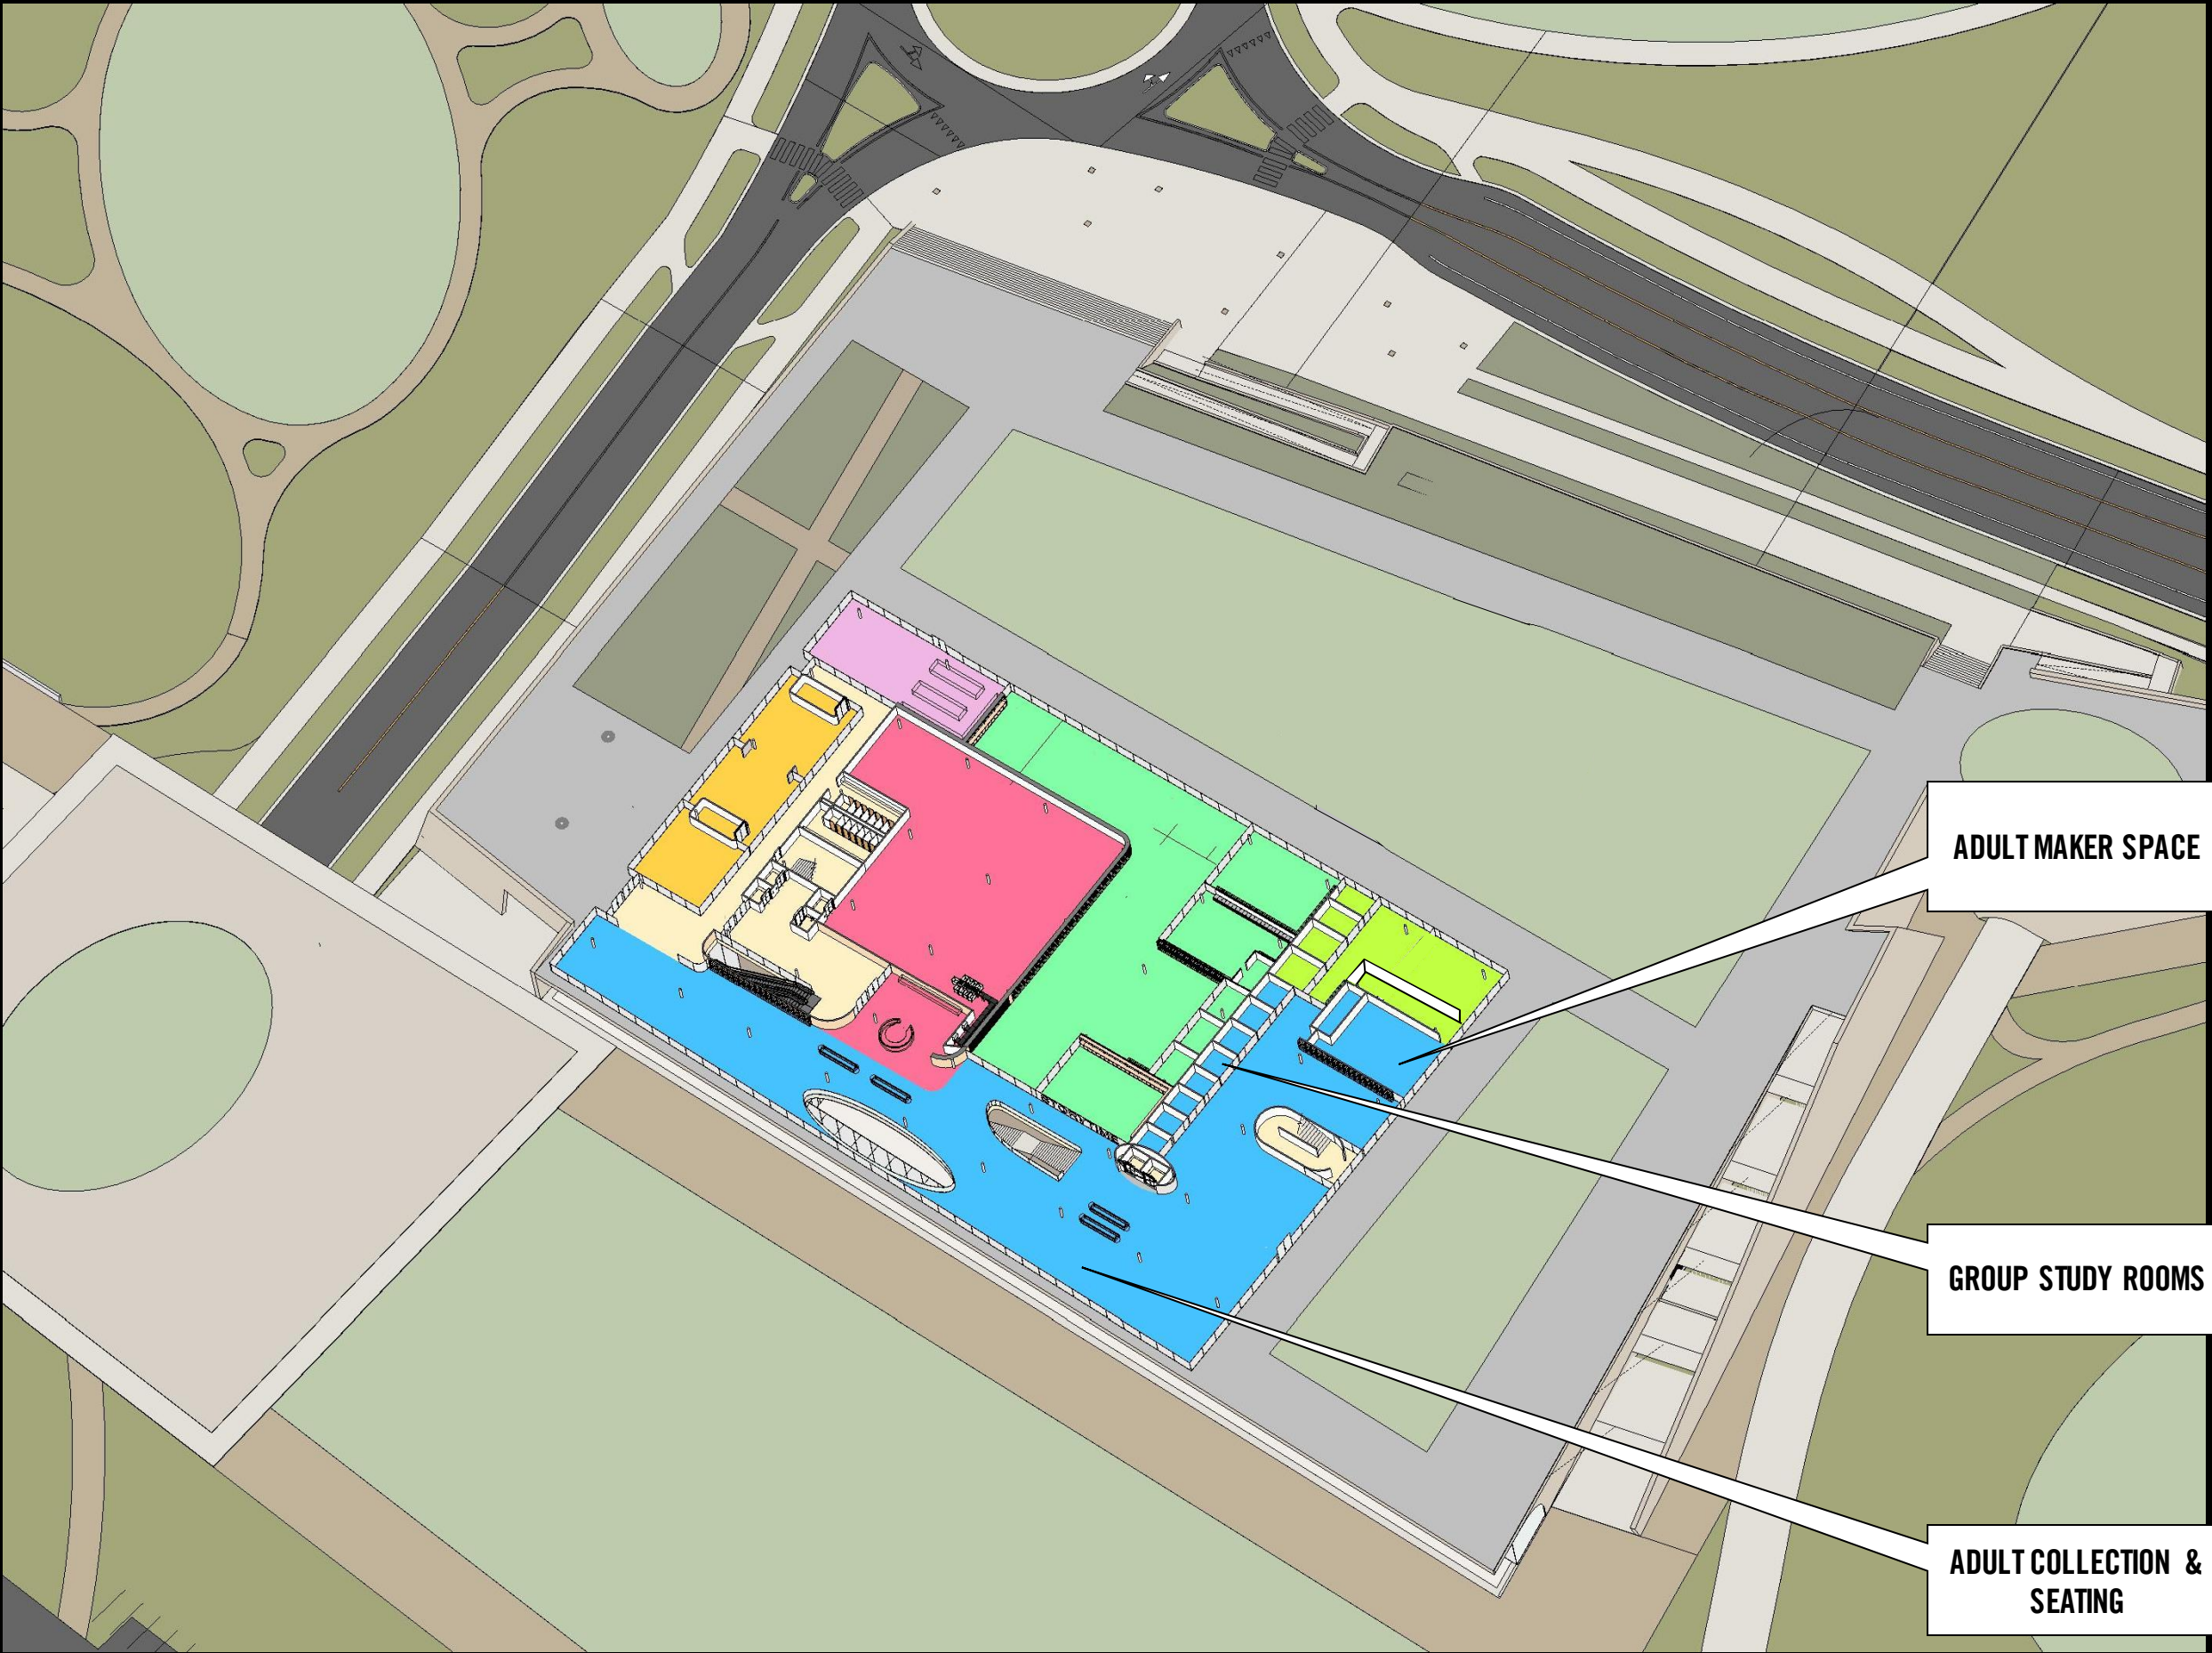 ADULT MAKER SPACE
GROUP STUDY ROOMS
ADULT COLLECTION &
SEATING